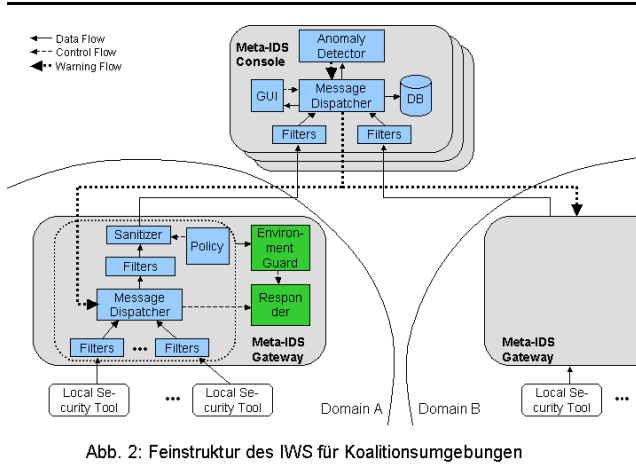 Data Flow
Control Flow
Warning Flow
Meta-IDS
Console
Anomaly
Detector
GUI
Message
Dispatcher
DB
Filters
Filters
Sanitizer
Policy
Environ-
ment
Guard
Filters
Message
Dispatcher
Respon
der
Filters
...
Filters
Meta-IDS
Gateway
Meta-IDS
Gateway
Local Se-
curity Tool
...
Local Se-
curity Tool
Domain A
Domain B
Local Se-
curity Tool
...
Abb. 2: Feinstruktur des IWS für Koalitionsumgebungen